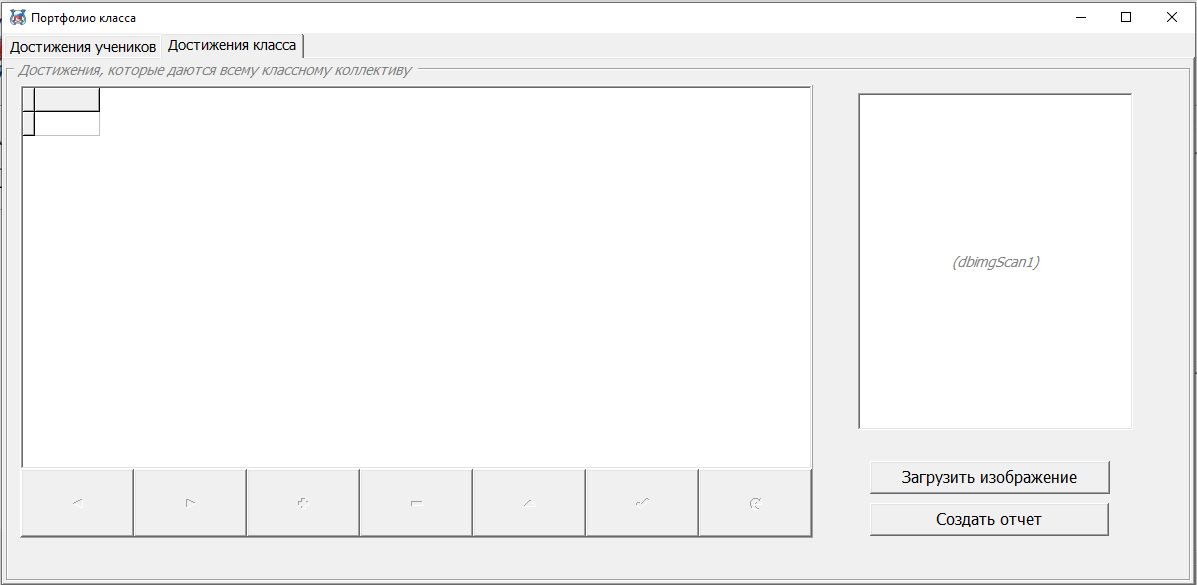 Портфолио класса
Достижения учеников
Достижения класса
Достижения, которые даются всему классному коллективу
(dbimgScan1)
Загрузить изображение
Создать отчет